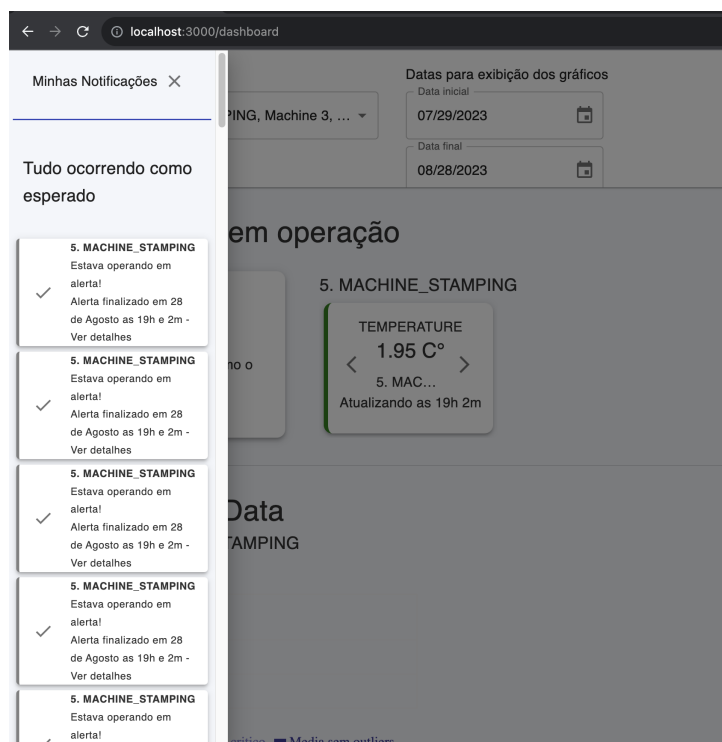 localhost:3000/dashboard
Minhas Notificações
Tudo ocorrendo como
esperado
5. MACHINE_STAMPING
Estava operando em
alerta!
Alerta finalizado em 28
de Agosto as 19h e 2m -
Ver detalhes
5. MACHINE_STAMPING
Estava operando em
alerta!
Alerta finalizado em 28
de Agosto as 19h e 2m -
Ver detalhes
5. MACHINE_STAMPING
Estava operando em
alerta!
Alerta finalizado em 28
de Agosto as 19h e 2m -
Ver detalhes
5. MACHINE_STAMPING
Estava operando em
alerta!
Alerta finalizado em 28
de Agosto as 19h e 2m -
Ver detalhes
5. MACHINE_STAMPING
Estava operando em
alerta!
PING, Machine 3, ...
Datas para exibição dos gráficos
Data inicial
07/29/2023
Data final
08/28/2023
em operação
no o
5. MACHINE_STAMPING
TEMPERATURE
1.95 C°
5. MAC...
Atualizando as 19h 2m
Data
TAMPING
crítico Media sem outliers